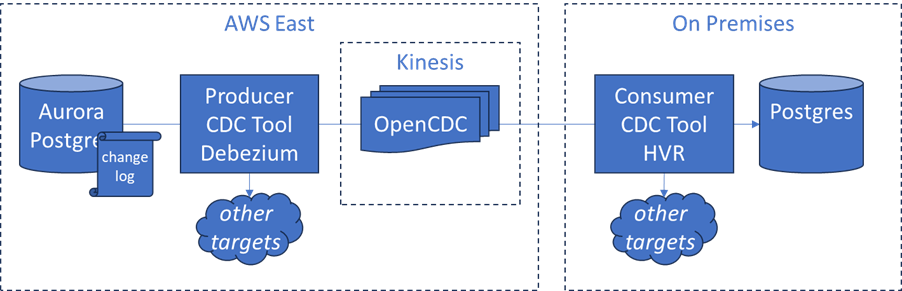 AWS East
On Premises
Kinesis
Aurora
Postgres
change
log
Producer
CDC Tool
Debezium
OpenCDC
Consumer
CDC Tool
HVR
Postgres
other
targets
other
targets